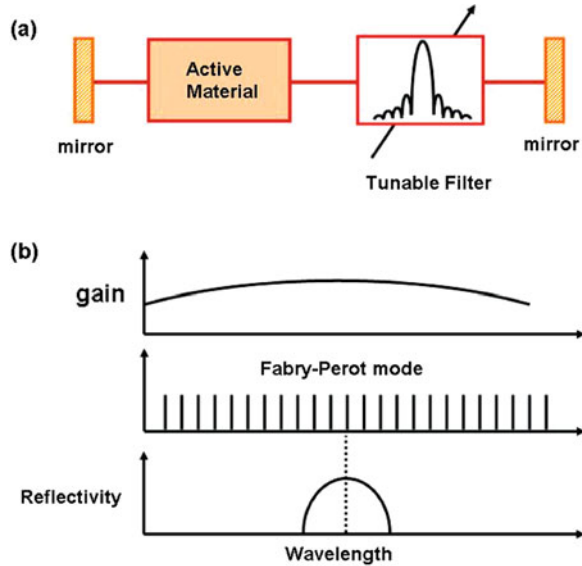 (a)
Active
Material
mirror
mirror
Tunable Filter
(b)
gain
Fabry-Perot mode
Reflectivity
Wavelength